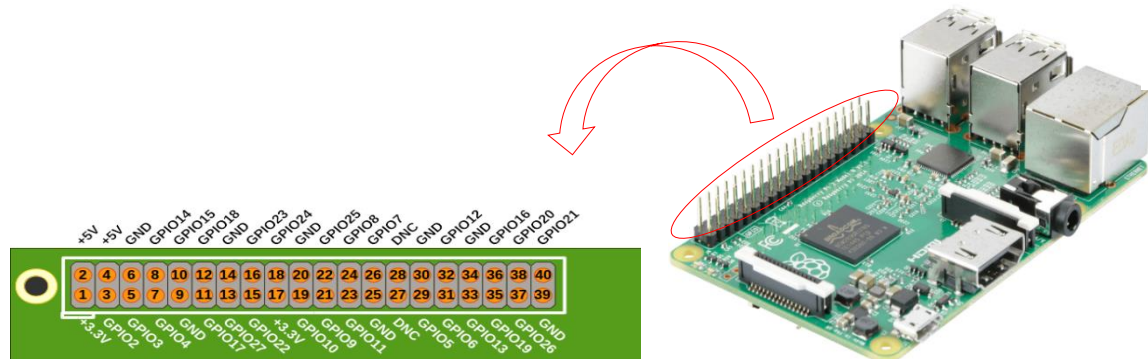 +5V
+5V
GND
GPIO14
GPIO15
GPIO18
GND
GPIO23
GPIO24
GND
GPIO25
GPIO8
GPIO7
DNC
GND
GPIO12
GND
GPIO16
GPIO20
GPIO21
2 4 6 8 10 12 14 16 18 20 22 24 26 28 30 32 34 36 38 40
1 3 5 7 9 11 13 15 17 19 21 23 25 27 29 31 33 35 37 39
+3.3V
GPIO2
GPIO3
GPIO4
GND
GPIO17
GPIO27
GPIO22
+3.3V
GPIO10
GPIO9
GPIO11
GND
DNC
GPIO5
GPIO6
GPIO13
GPIO19
GPIO26
GND